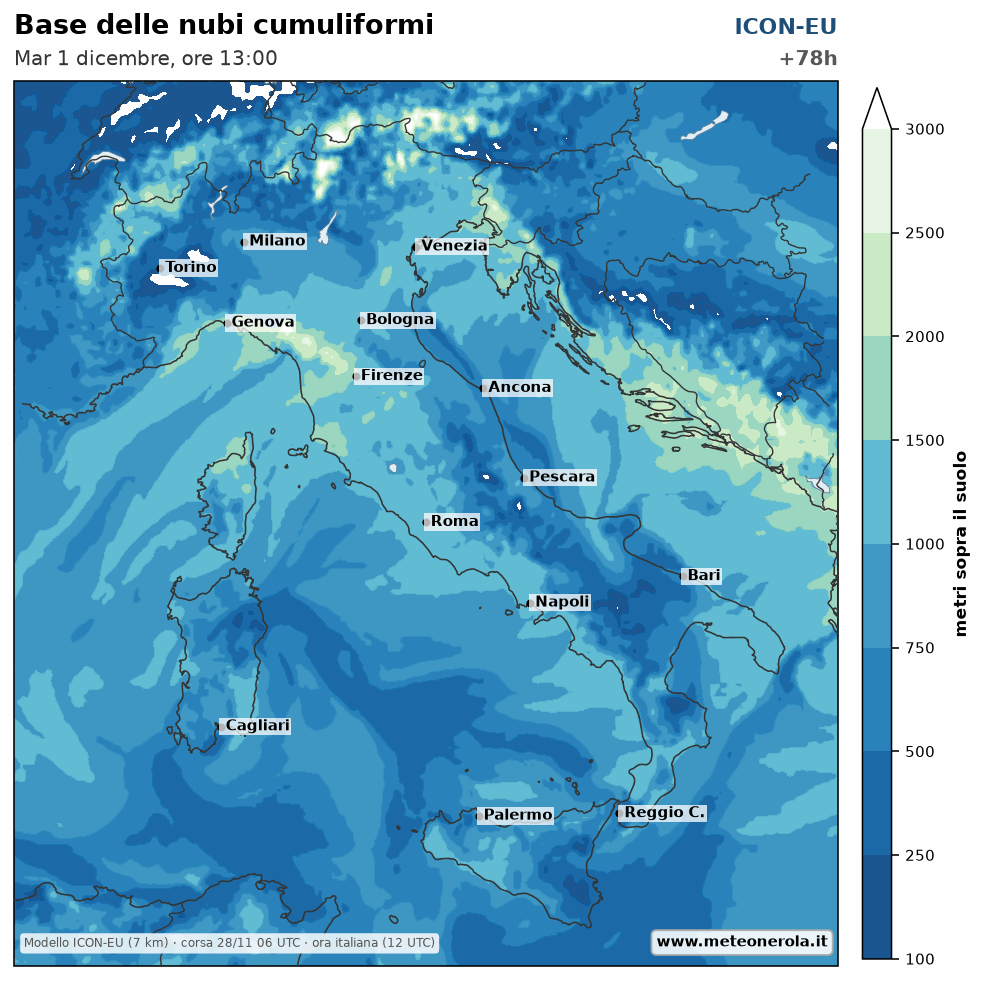 Base delle nubi cumuliformi
ICON-EU
Mar 1 dicembre, ore 13:00
+78h
3000
2500
2000
1500
1000
750
500
250
100
metri sopra il suolo
Milano
Venezia
Torino
Genova
Bologna
Firenze
Ancona
Pescara
Roma
Bari
Napoli
Cagliari
Palermo
Reggio C.
Modello ICON-EU (7 km) · corsa 28/11 06 UTC · ora italiana (12 UTC)
www.meteonerola.it